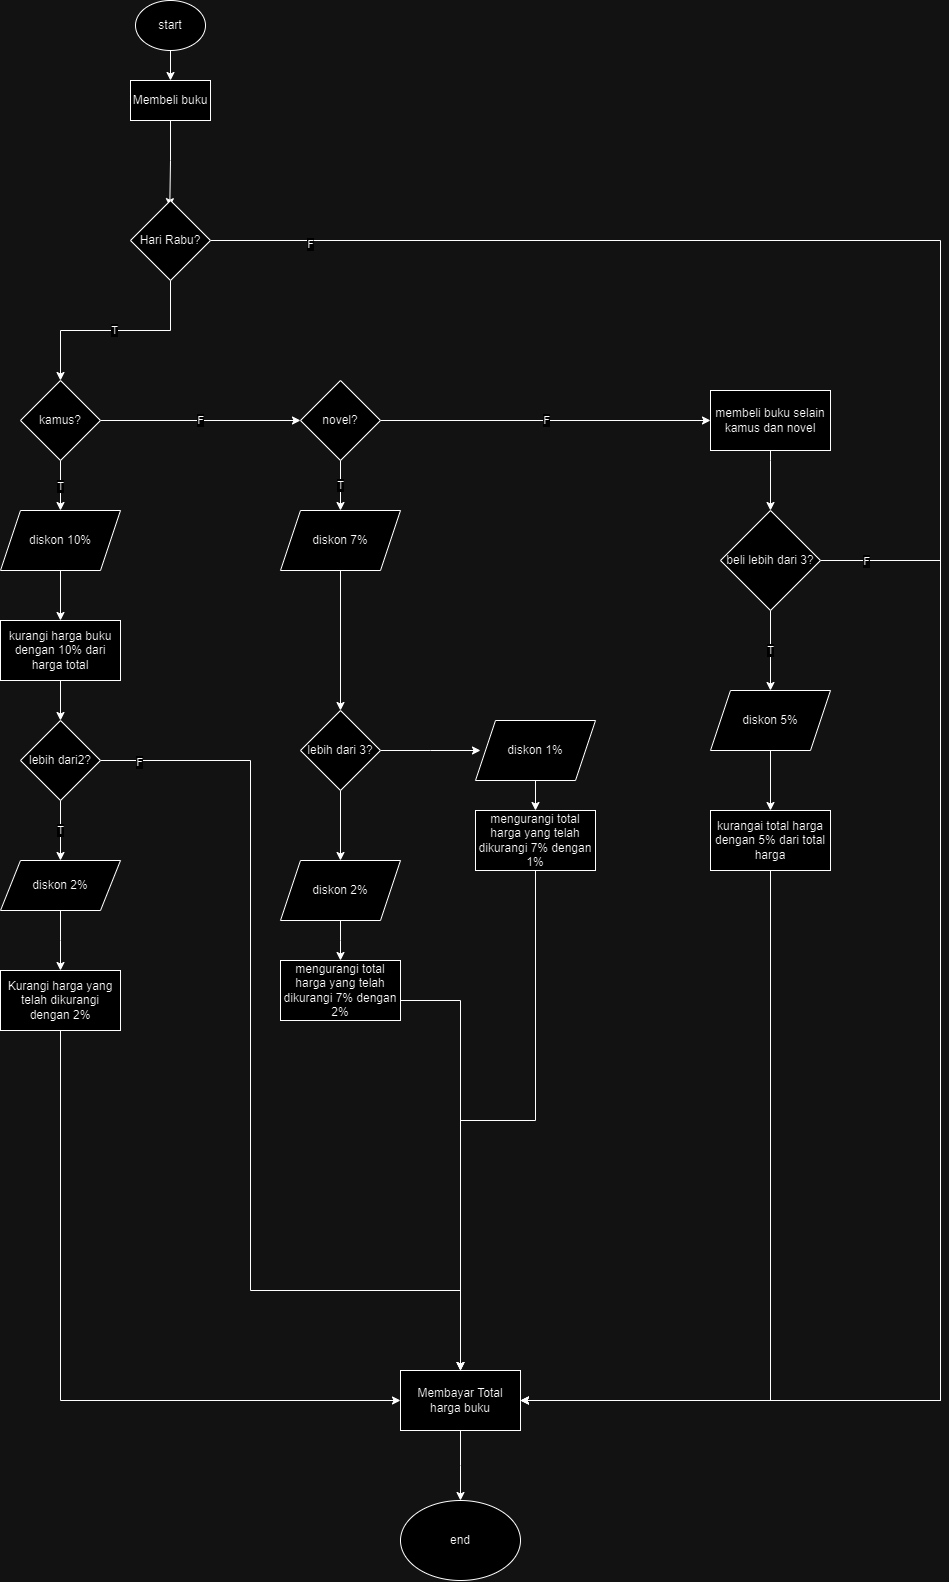 start
Membeli buku
Hari Rabu?
F
T
kamus?
F
novel?
F
membeli buku selain
kamus dan novel
T
T
diskon 10%
diskon 7%
beli lebih dari 3?
F
kurangi harga buku
dengan 10% dari
harga total
T
diskon 5%
lebih dari2?
F
lebih dari 3?
diskon 1%
T
mengurangi total
harga yang telah
dikurangi 7% dengan
1%
kurangai total harga
dengan 5% dari total
harga
diskon 2%
diskon 2%
Kurangi harga yang
telah dikurangi
dengan 2%
mengurangi total
harga yang telah
dikurangi 7% dengan
2%
Membayar Total
harga buku
end